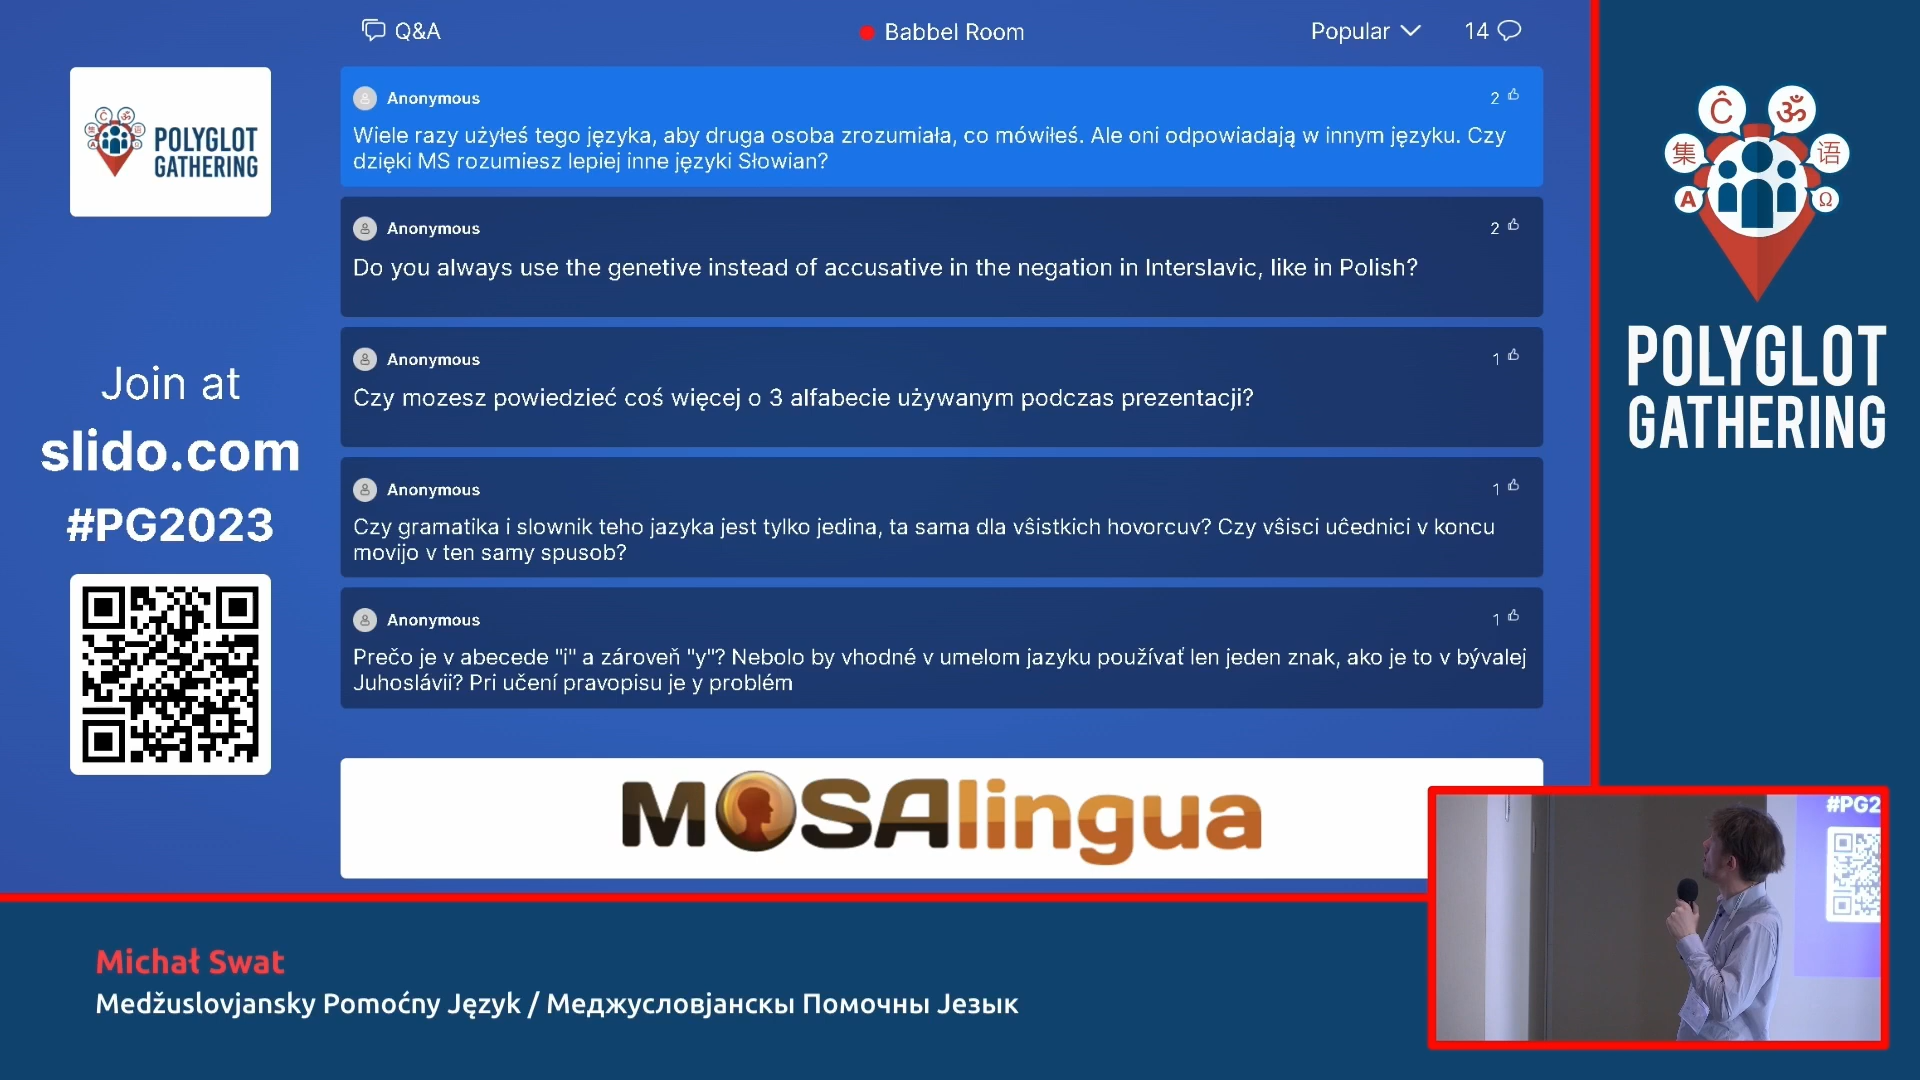 Q&A
Babbel Room
Popular
14
POLYGLOT
GATHERING
Join at
slido.com
#PG2023
Anonymous
2
Wiele razy użyłeś tego języka, aby druga osoba zrozumiała, co mówiłeś. Ale oni odpowiadają w innym języku. Czy
dzięki MS rozumiesz lepiej inne języki Słowian?
Anonymous
2
Do you always use the genetive instead of accusative in the negation in Interslavic, like in Polish?
Anonymous
1
Czy mozesz powiedzieć coś więcej o 3 alfabecie używanym podczas prezentacji?
Anonymous
1
Czy gramatika i slownik teho jazyka jest tylko jedina, ta sama dla vŝistkich hovorcuv? Czy vŝisci uĉednici v koncu
movijo v ten samy spusob?
Anonymous
1
Prečo je v abecede "i" a zároveň "y"? Nebolo by vhodné v umelom jazyku používať len jeden znak, ako je to v bývalej
Juhoslávii? Pri učení pravopisu je y problém
MOSAlingua
Ĉ
ॐ
集
语
A
Ω
POLYGLOT
GATHERING
#PG2
Michał Swat
Medžuslovjansky Pomoćny Język / Меджусловјанскы Помочны Језык